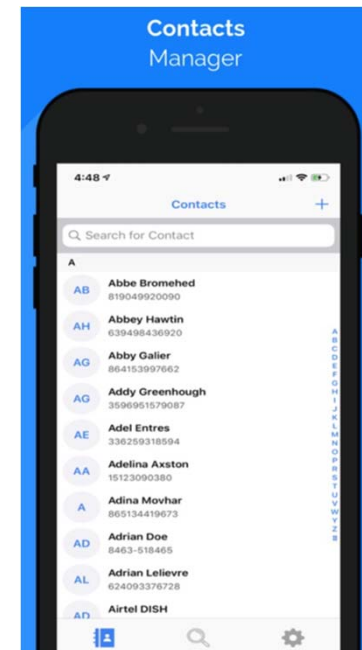 Contacts
Manager
4:48
Contacts
+
Search for Contact
A
AB
Abbe Bromehed
819049920090
AH
Abbey Hawtin
639498436920
AG
Abby Galier
864153997662
AG
Addy Greenhough
3596951579087
AE
Adel Entres
336259318594
AA
Adelina Axston
15123090380
A
Adina Movhar
865134419673
AD
Adrian Doe
8463-518465
AL
Adrian Lelievre
624093376728
AD
Airtel DISH
A
B
C
D
E
F
G
H
I
J
K
L
M
N
O
P
R
S
T
U
V
W
Y
Z